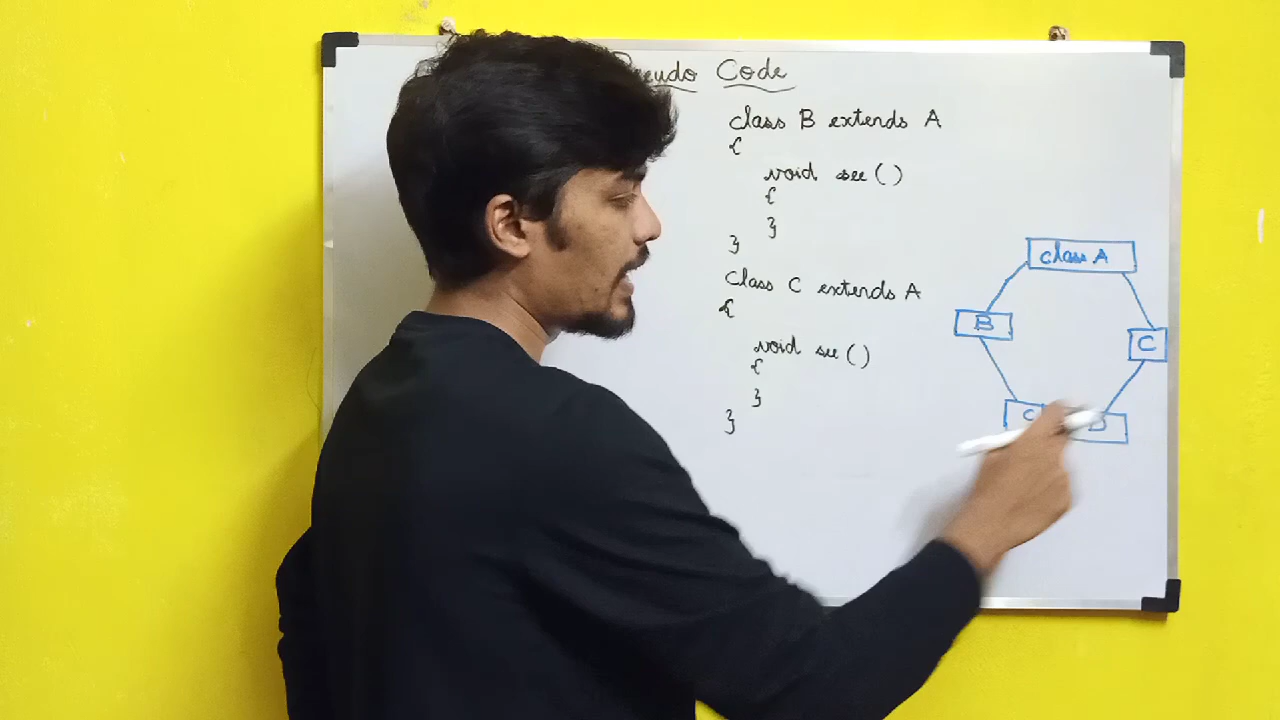 Code
class B extends A
{
void see ( )
{
}
}
Class C extends A
{
void see ( )
{
}
}
class A
B
C